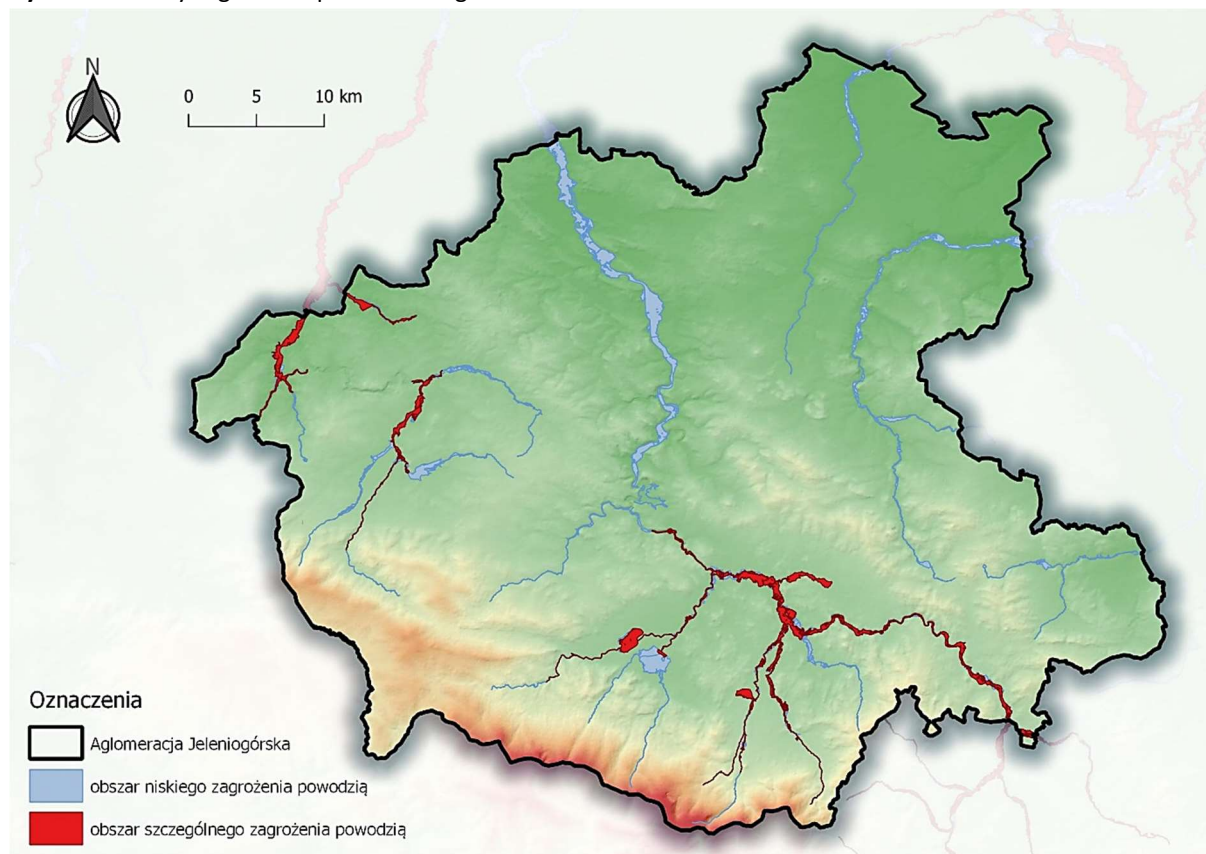 N
0 5 10 km
Oznaczenia
Aglomeracja Jeleniogórska
obszar niskiego zagrożenia powodzią
obszar szczególnego zagrożenia powodzią